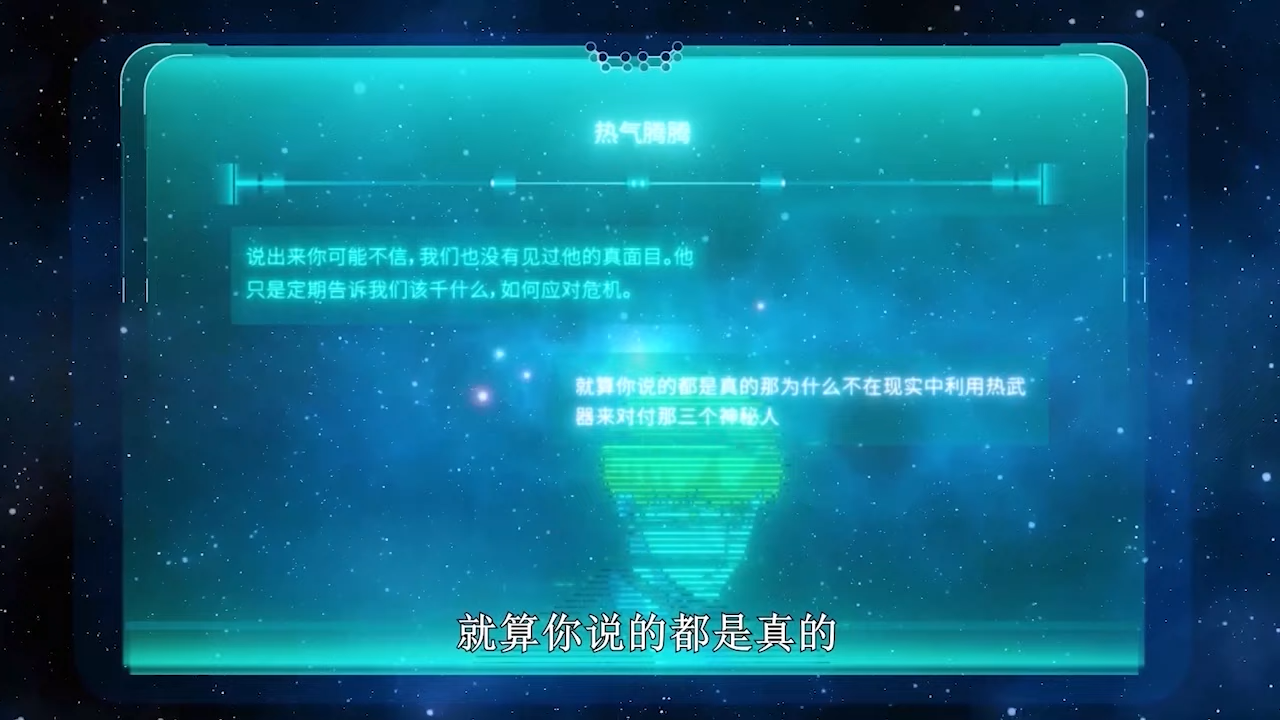 热气腾腾
说出来你可能不信，我们也没有见过他的真面目。他
只是定期告诉我们该千什么，如何应对危机。
就算你说的都是真的那为什么不在现实中利用热武
器来对付那三个神秘人
就算你说的都是真的